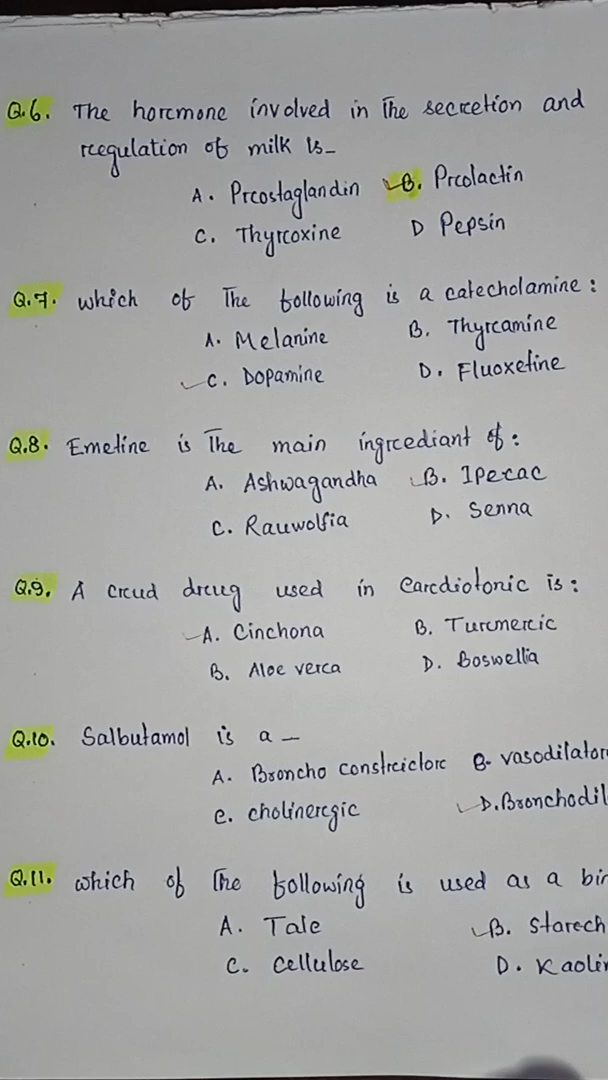 Q.6. The hormone involved in The secretion and
regulation of milk is-
A. Prostaglandin B. Prolactin
C. Thyroxine D Pepsin
Q.7. which of The following is a catecholamine:
A. Melanine B. Thyramine
C. Dopamine D. Fluoxetine
Q.8. Emetine is The main ingrediant of:
A. Ashwagandha B. Ipecac
C. Rauwolfia D. Senna
Q.9. A crud drug used in Cardiotonic is:
A. Cinchona B. Turmeric
B. Aloe vera D. Boswellia
Q.10. Salbutamol is a -
A. Broncho constrictor B. vasodilator
C. cholinergic D. Bronchodil
Q.11. which of The following is used as a bin
A. Talc B. Starch
C. Cellulose D. Kaolin